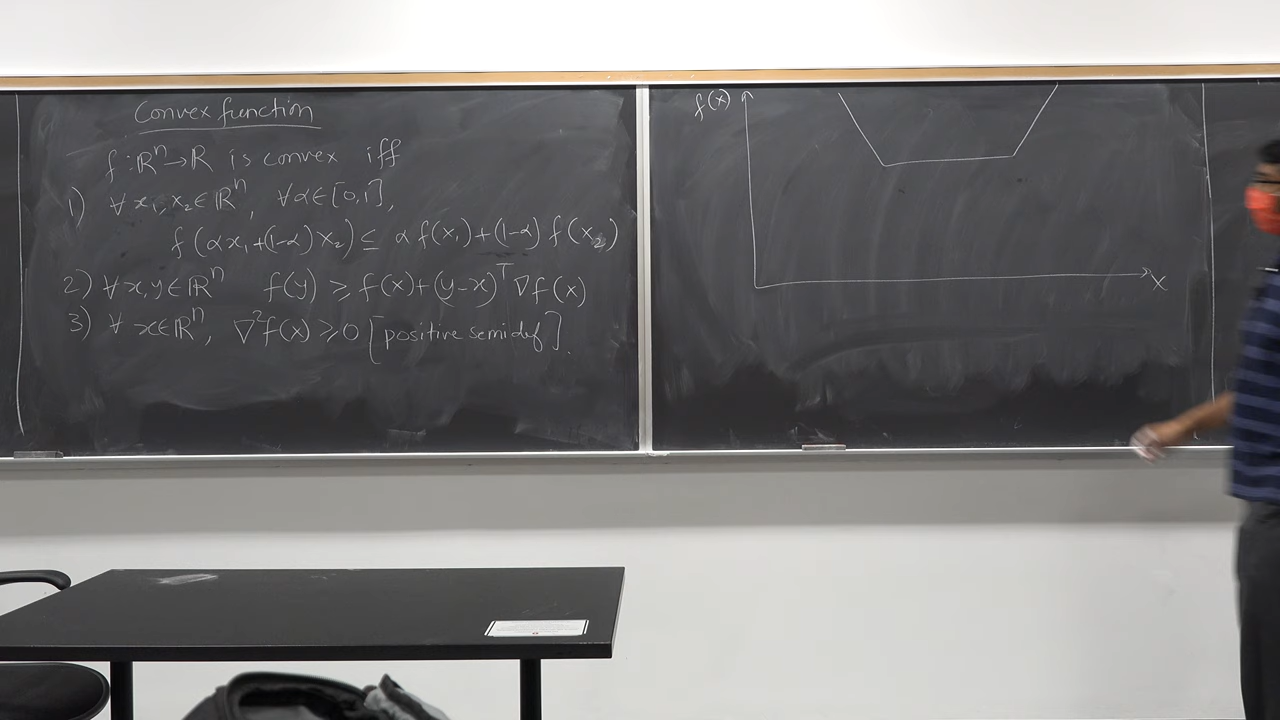 Convex function
f : ℝⁿ → ℝ is convex iff
1) ∀ x₁, x₂ ∈ ℝⁿ, ∀ α ∈ [0,1],
f(αx₁ + (1-α)x₂) ≤ αf(x₁) + (1-α)f(x₂)
2) ∀ x, y ∈ ℝⁿ f(y) ≥ f(x) + (y-x)ᵀ ∇f(x)
3) ∀ x ∈ ℝⁿ, ∇²f(x) ≥ 0 [positive semidef].
f(x)
x